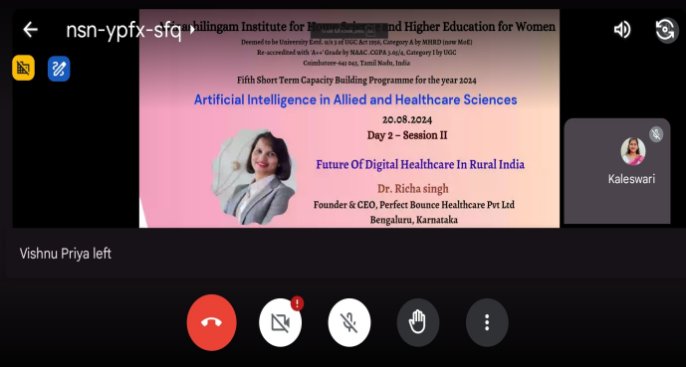 nsn-ypfx-sfq
Institute for Home Science and Higher Education for Women
Deemed to be University Estd. u/s 3 of UGC Act 1956, Category A by MHRD (now MoE)
Re-accredited with 'A++' Grade by NAAC. CGPA 3.65/4, Category I by UGC
Coimbatore-641 043, Tamil Nadu, India
Fifth Short Term Capacity Building Programme for the year 2024
Artificial Intelligence in Allied and Healthcare Sciences
20.08.2024
Day 2 – Session II
Future Of Digital Healthcare In Rural India
Dr. Richa singh
Founder & CEO, Perfect Bounce Healthcare Pvt Ltd
Bengaluru, Karnataka
Kaleswari
Vishnu Priya left